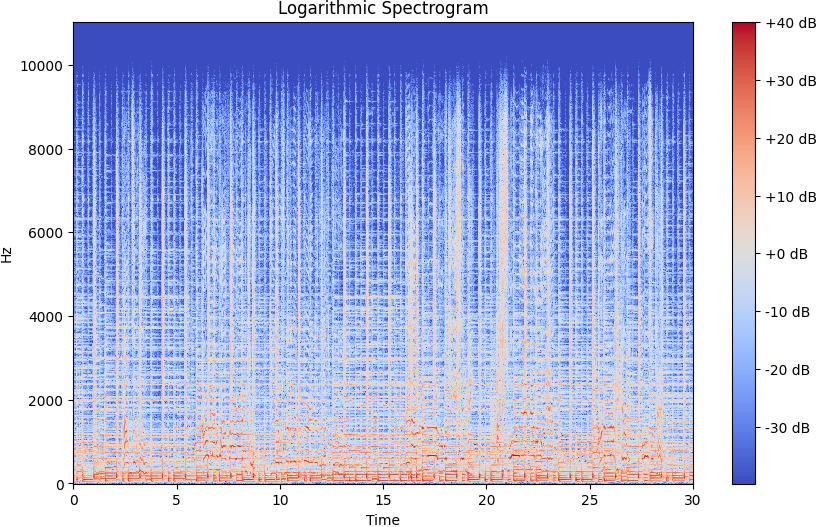 Logarithmic Spectrogram
Hz
10000
8000
6000
4000
2000
0
0 5 10 15 20 25 30
Time
+40 dB
+30 dB
+20 dB
+10 dB
+0 dB
-10 dB
-20 dB
-30 dB